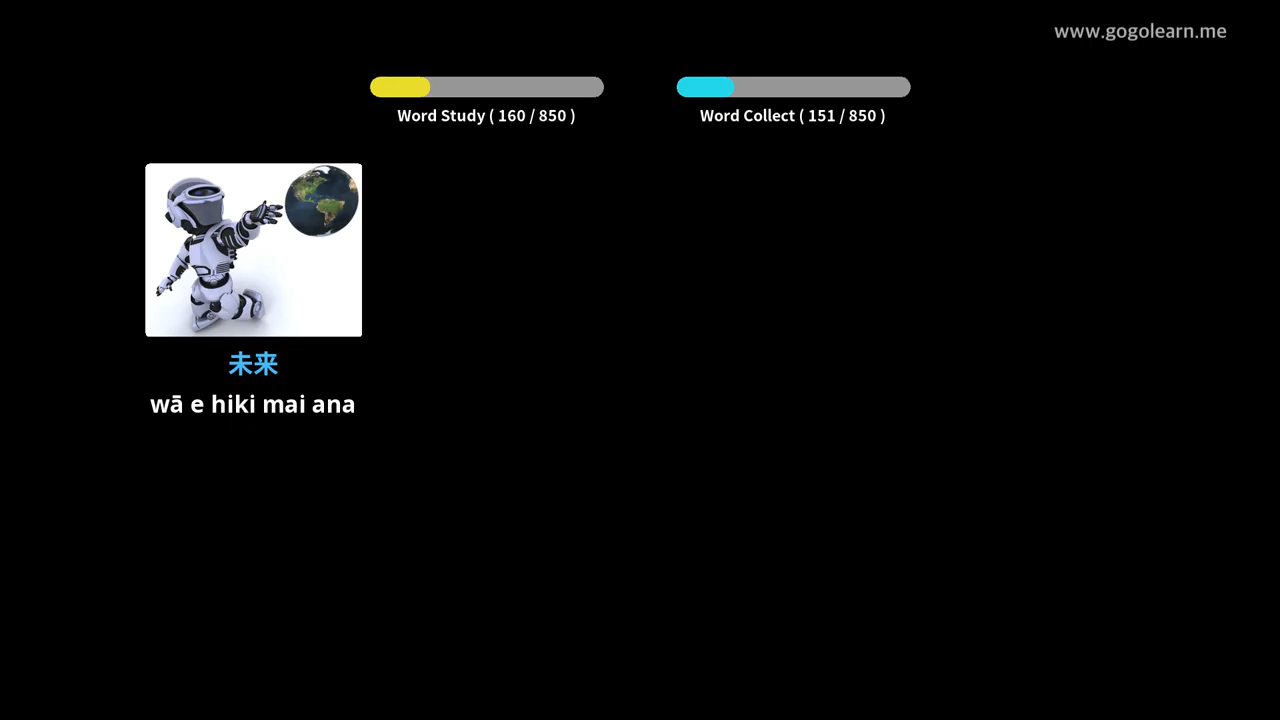 www.gogolearn.me
Word Study ( 160 / 850 )
Word Collect ( 151 / 850 )
未来
wā e hiki mai ana